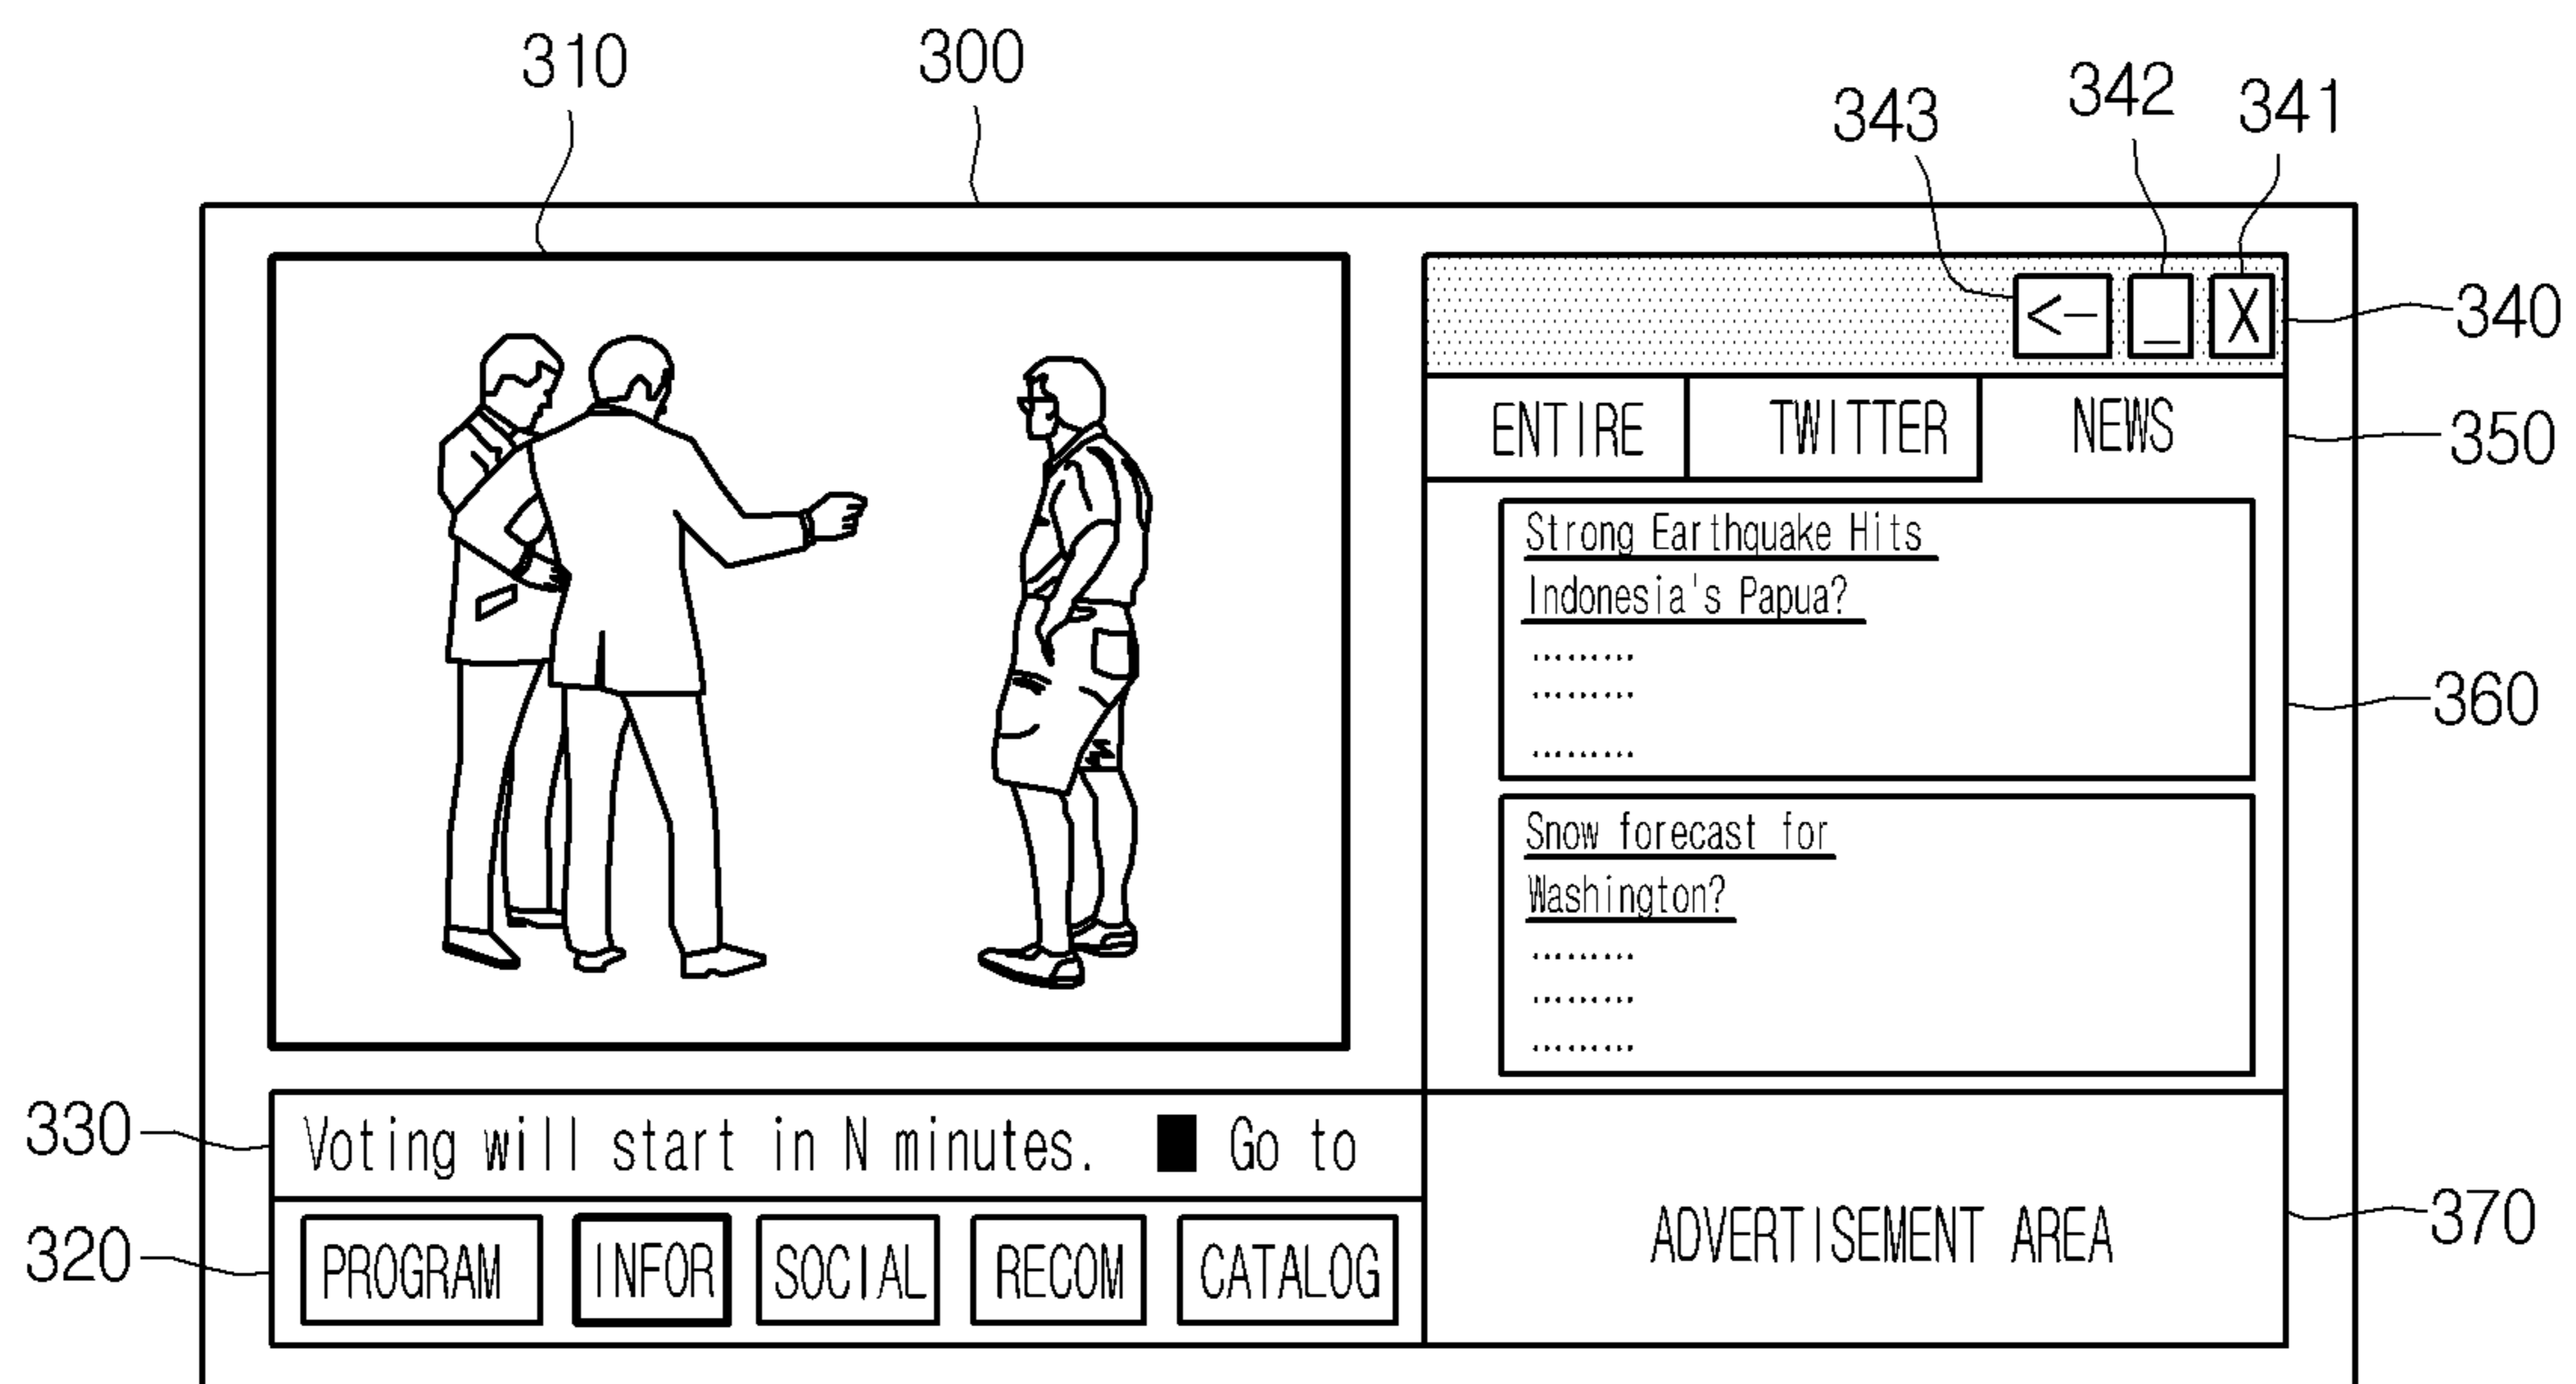 310
300
343
342
341
<-
_
X
340
ENTIRE
TWITTER
NEWS
350
Strong Earthquake Hits
Indonesia's Papua?
.........
.........
.........
360
Snow forecast for
Washington?
.........
.........
.........
330
Voting will start in N minutes. ■ Go to
320
PROGRAM
INFOR
SOCIAL
RECOM
CATALOG
ADVERTISEMENT AREA
370